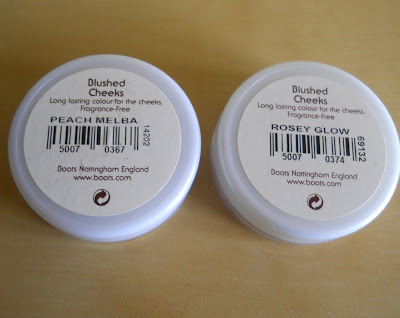 Blushed
Cheeks
Long lasting colour for the cheeks.
Fragrance-Free
PEACH MELBA
14202
5007 0367
Boots Nottingham England
www.boots.com
Blushed
Cheeks
Long lasting colour for the cheeks.
Fragrance-Free
ROSEY GLOW
69132
5007 0374
Boots Nottingham England
www.boots.com